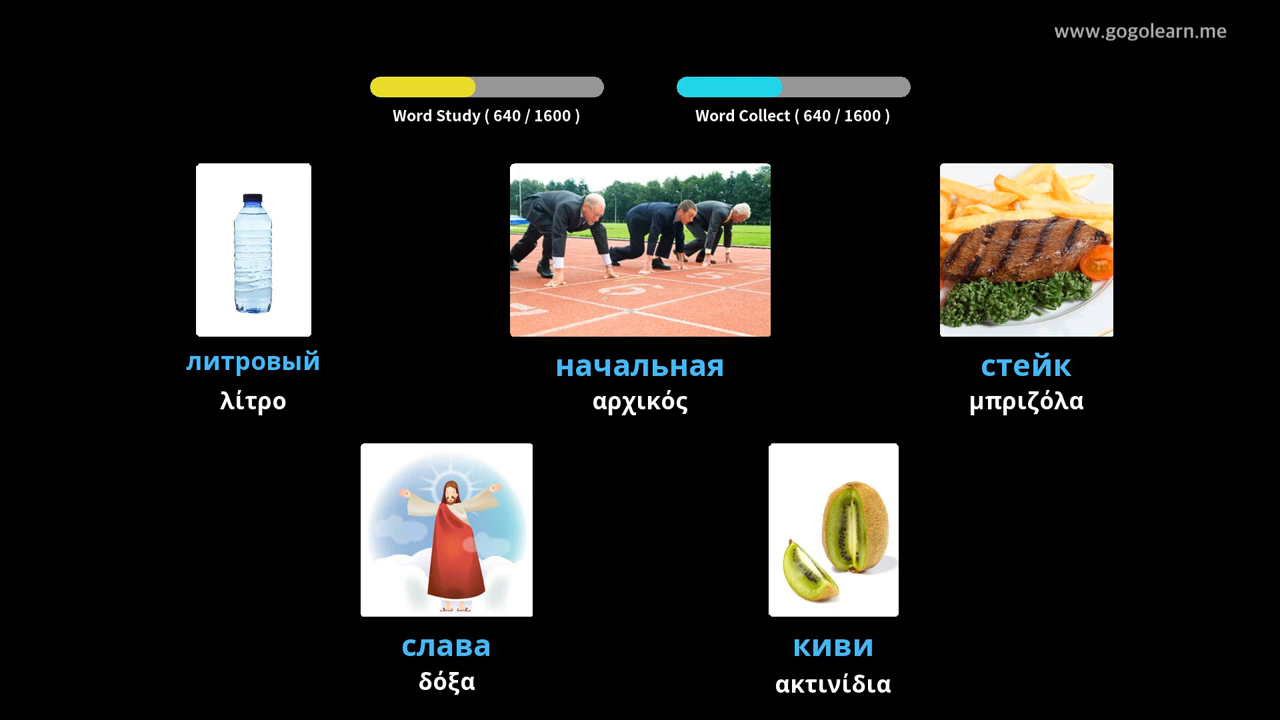 www.gogolearn.me
Word Study ( 640 / 1600 )
Word Collect ( 640 / 1600 )
литровый
λίτρο
начальная
αρχικός
стейк
μπριζόλα
слава
δόξα
киви
ακτινίδια